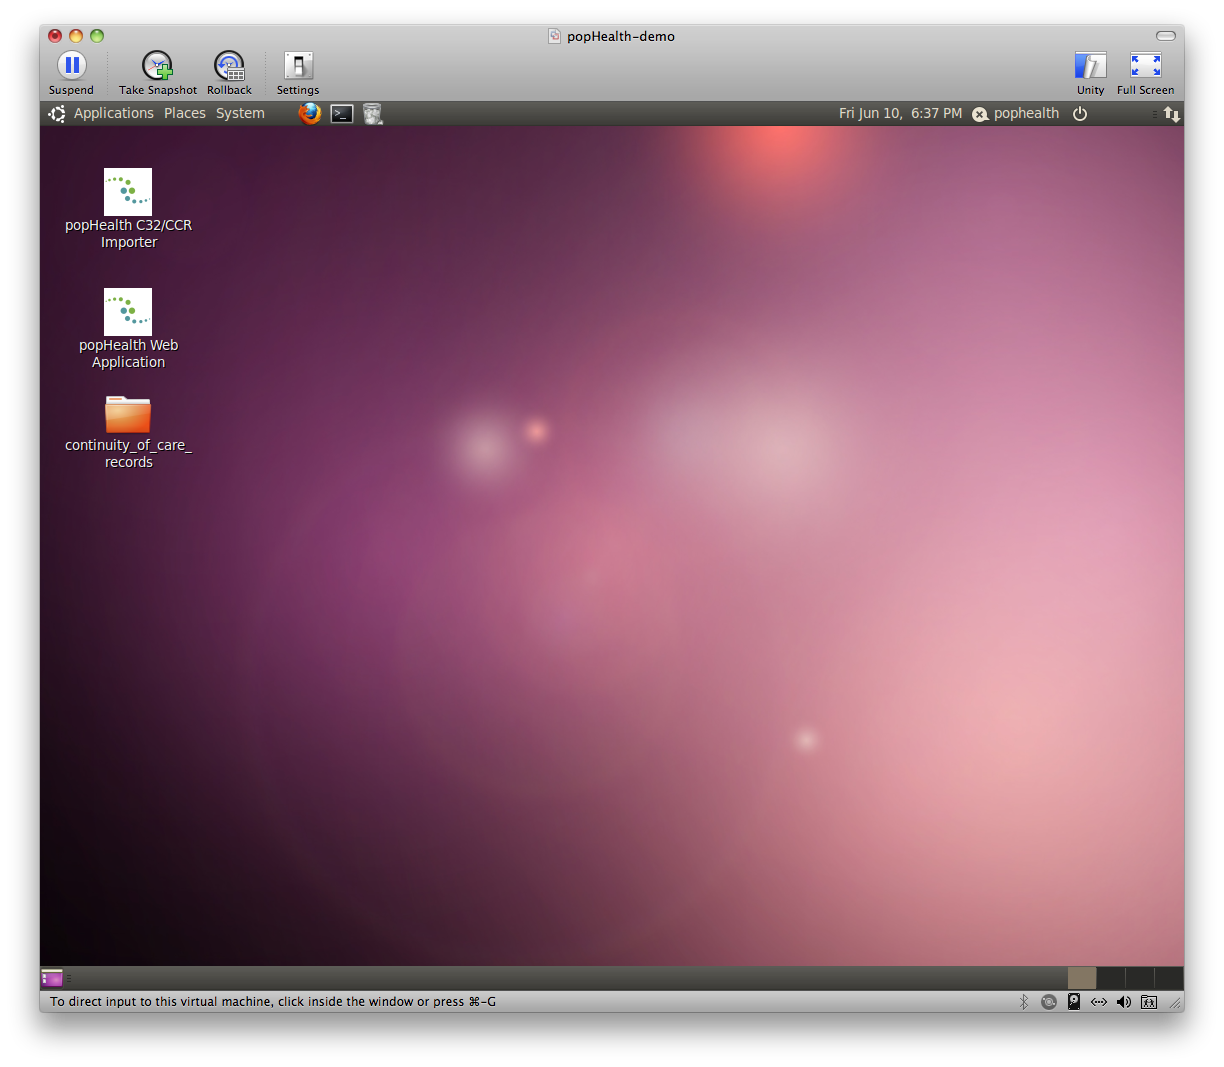 popHealth-demo
Suspend
Take Snapshot
Rollback
Settings
Unity
Full Screen
Applications Places System
Fri Jun 10, 6:37 PM
pophealth
popHealth C32/CCR
Importer
popHealth Web
Application
continuity_of_care_
records
To direct input to this virtual machine, click inside the window or press ⌘-G